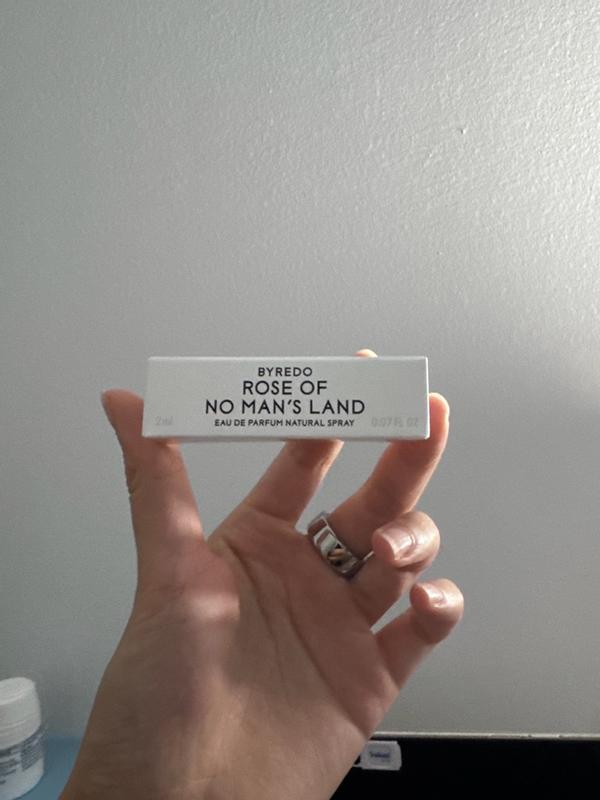 BYREDO
ROSE OF
NO MAN'S LAND
EAU DE PARFUM NATURAL SPRAY
2ml
0.07 FL OZ